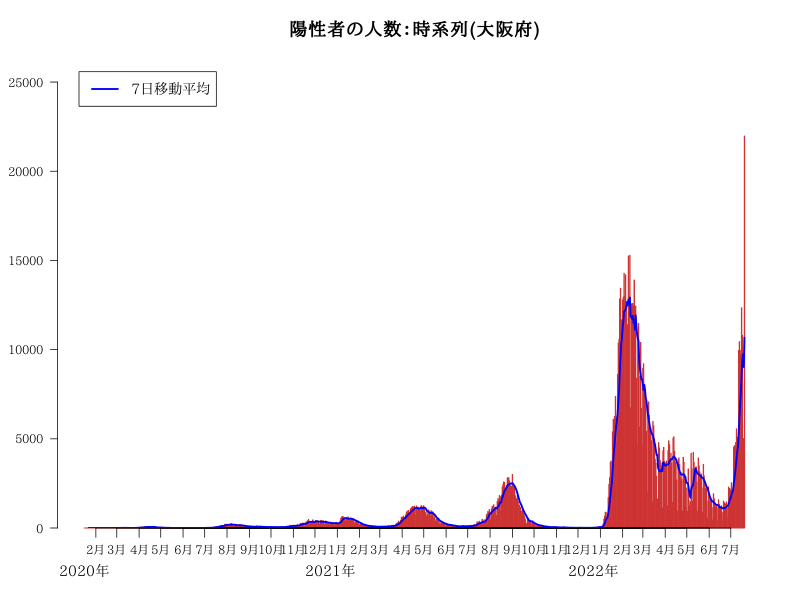 陽性者の人数:時系列(大阪府)
7日移動平均
25000
20000
15000
10000
5000
0
2月 3月 4月 5月 6月 7月 8月 9月 10月 11月 12月 1月 2月 3月 4月 5月 6月 7月 8月 9月 10月 11月 12月 1月 2月 3月 4月 5月 6月 7月
2020年 2021年 2022年